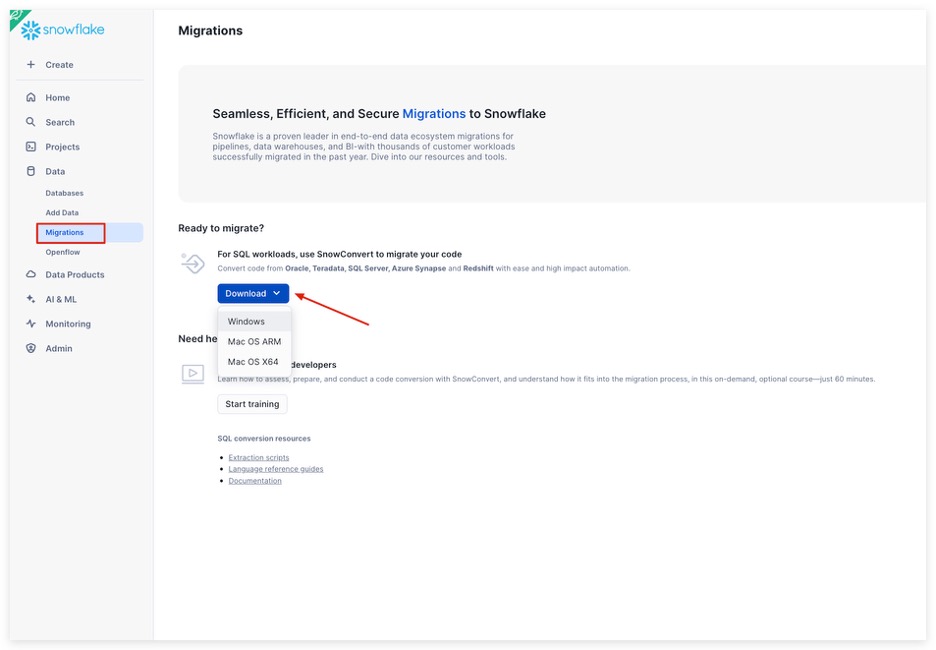 snowflake
Migrations
Create
Home
Search
Projects
Data
Databases
Add Data
Migrations
Openflow
Data Products
AI & ML
Monitoring
Admin
Seamless, Efficient, and Secure Migrations to Snowflake
Snowflake is a proven leader in end-to-end data ecosystem migrations for
pipelines, data warehouses, and BI-with thousands of customer workloads
successfully migrated in the past year. Dive into our resources and tools.
Ready to migrate?
For SQL workloads, use SnowConvert to migrate your code
Convert code from Oracle, Teradata, SQL Server, Azure Synapse and Redshift with ease and high impact automation.
Download
Windows
Mac OS ARM
Mac OS X64
Need he
developers
Learn how to assess, prepare, and conduct a code conversion with SnowConvert, and understand how it fits into the migration process, in this on-demand, optional course—just 60 minutes.
Start training
SQL conversion resources
Extraction scripts
Language reference guides
Documentation